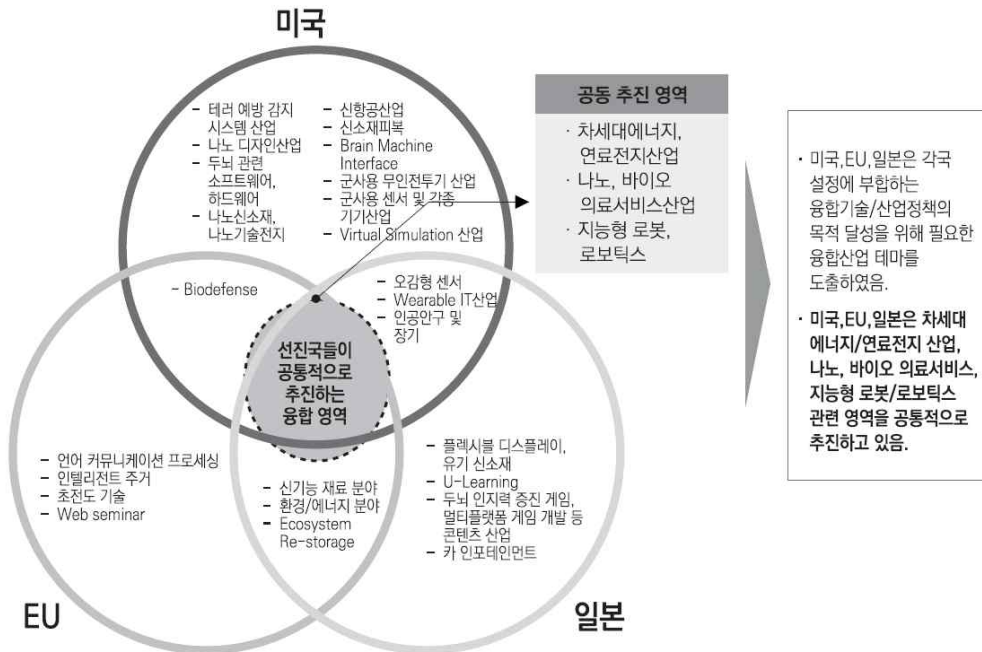 미국
- 테러 예방 감지
시스템 산업
- 나노 디자인산업
- 두뇌 관련
소프트웨어,
하드웨어
- 나노신소재,
나노기술전지
- 신항공산업
- 신소재피복
- Brain Machine
Interface
- 군사용 무인전투기 산업
- 군사용 센서 및 각종
기기산업
- Virtual Simulation 산업
- Biodefense
- 오감형 센서
- Wearable IT산업
- 인공안구 및
장기
선진국들이
공통적으로
추진하는
융합 영역
- 언어 커뮤니케이션 프로세싱
- 인텔리전트 주거
- 초전도 기술
- Web seminar
- 신기능 재료 분야
- 환경/에너지 분야
- Ecosystem
Re-storage
- 플렉시블 디스플레이,
유기 신소재
- U-Learning
- 두뇌 인지력 증진 게임,
멀티플랫폼 게임 개발 등
콘텐츠 산업
- 카 인포테인먼트
EU
일본
공동 추진 영역
· 차세대에너지,
연료전지산업
· 나노, 바이오
의료서비스산업
· 지능형 로봇,
로보틱스
· 미국,EU,일본은 각국
설정에 부합하는
융합기술/산업정책의
목적 달성을 위해 필요한
융합산업 테마를
도출하였음.
· 미국,EU,일본은 차세대
에너지/연료전지 산업,
나노, 바이오 의료서비스,
지능형 로봇/로보틱스
관련 영역을 공통적으로
추진하고 있음.